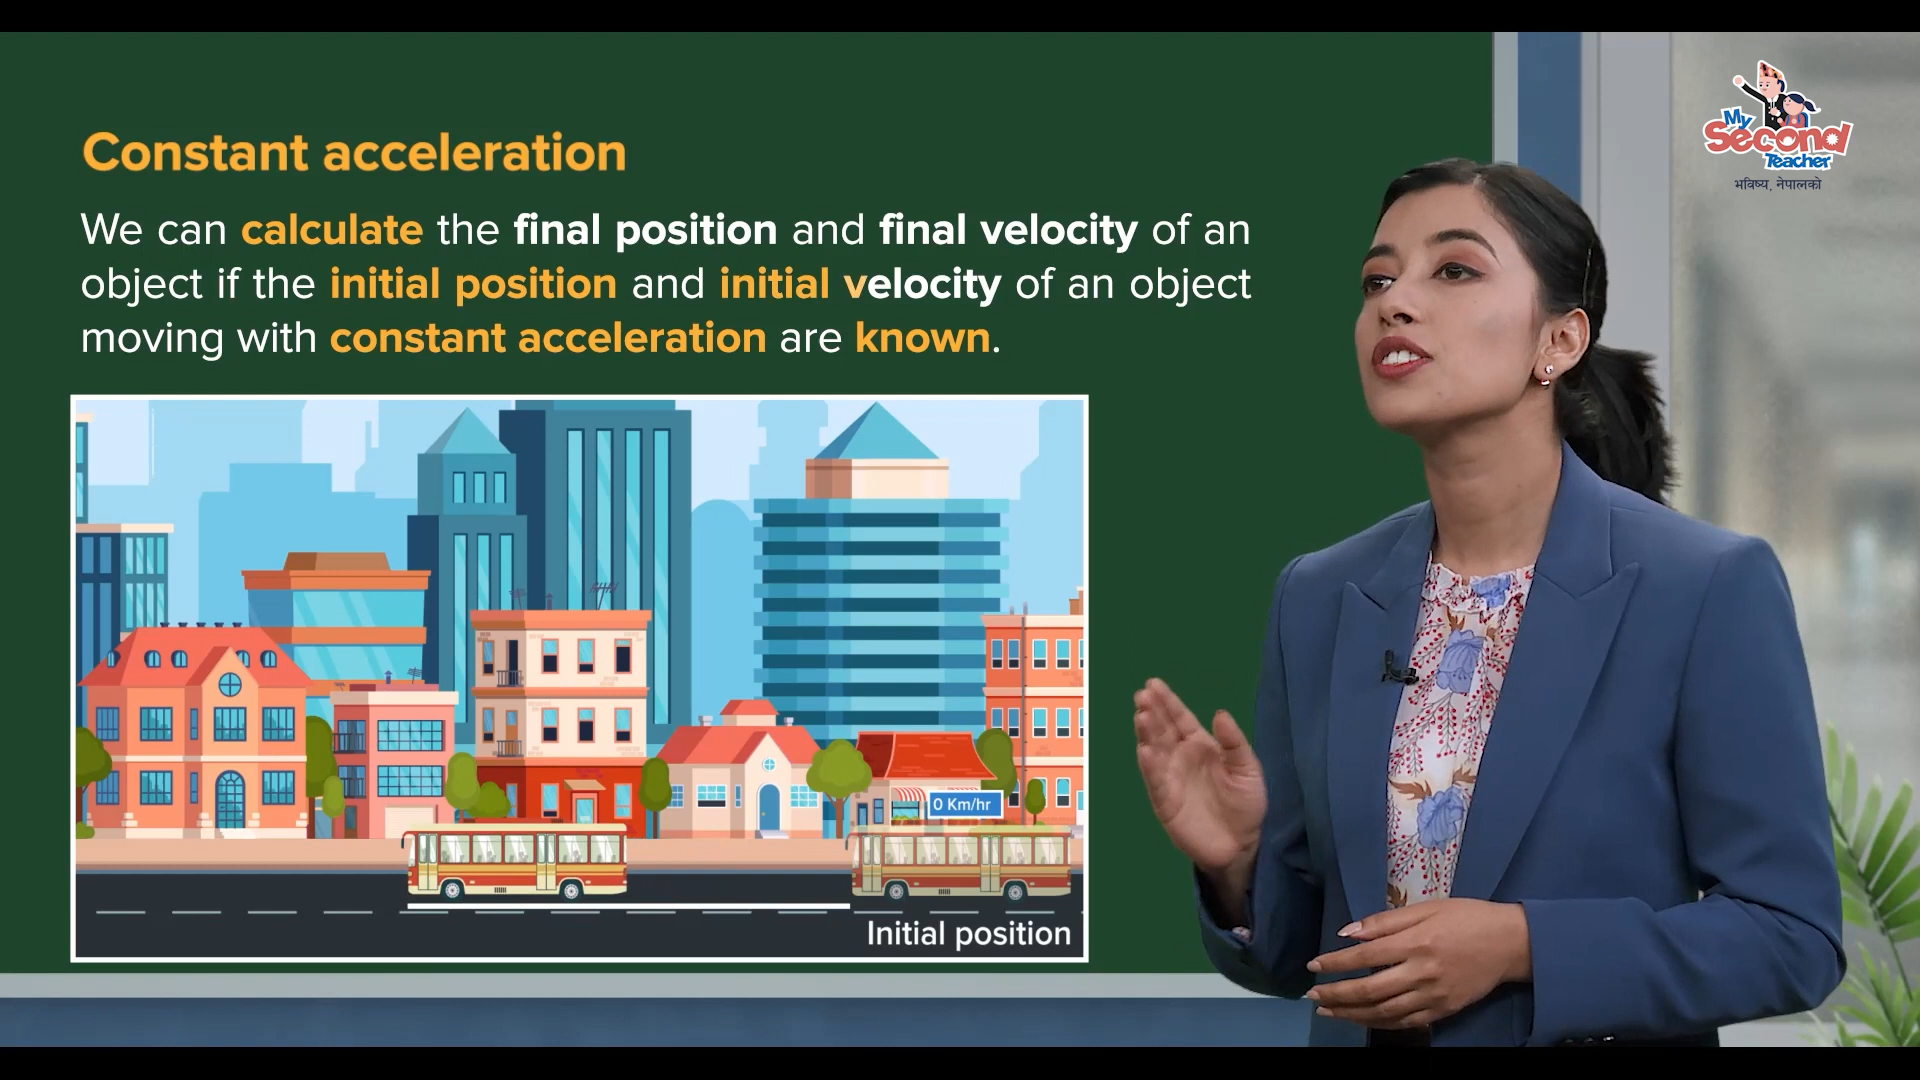 My
Second
Teacher
भविष्य, नेपालको
Constant acceleration
We can calculate the final position and final velocity of an
object if the initial position and initial velocity of an object
moving with constant acceleration are known.
0 Km/hr
Initial position